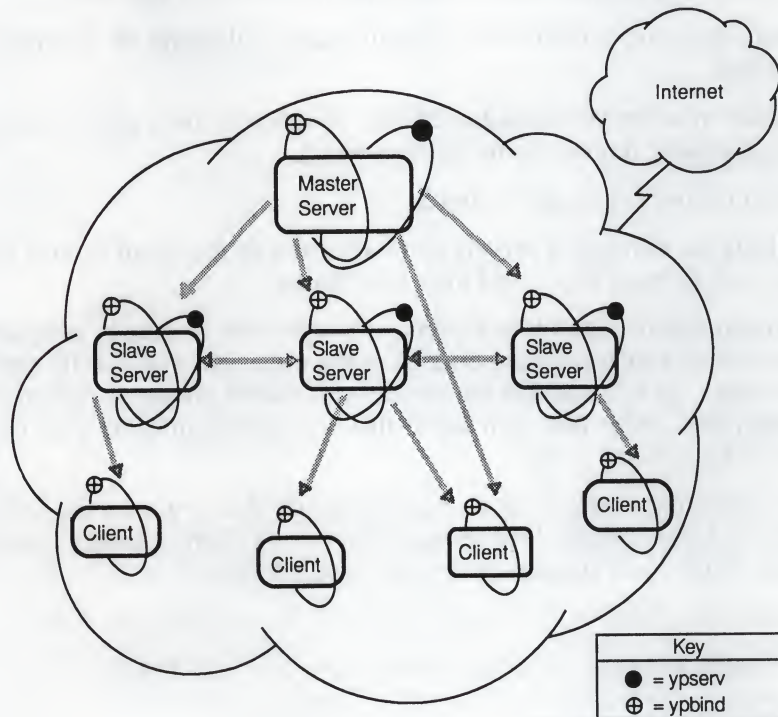 Internet
Master
Server
Slave
Server
Slave
Server
Slave
Server
Client
Client
Client
Client
Key
● = ypserv
⊕ = ypbind